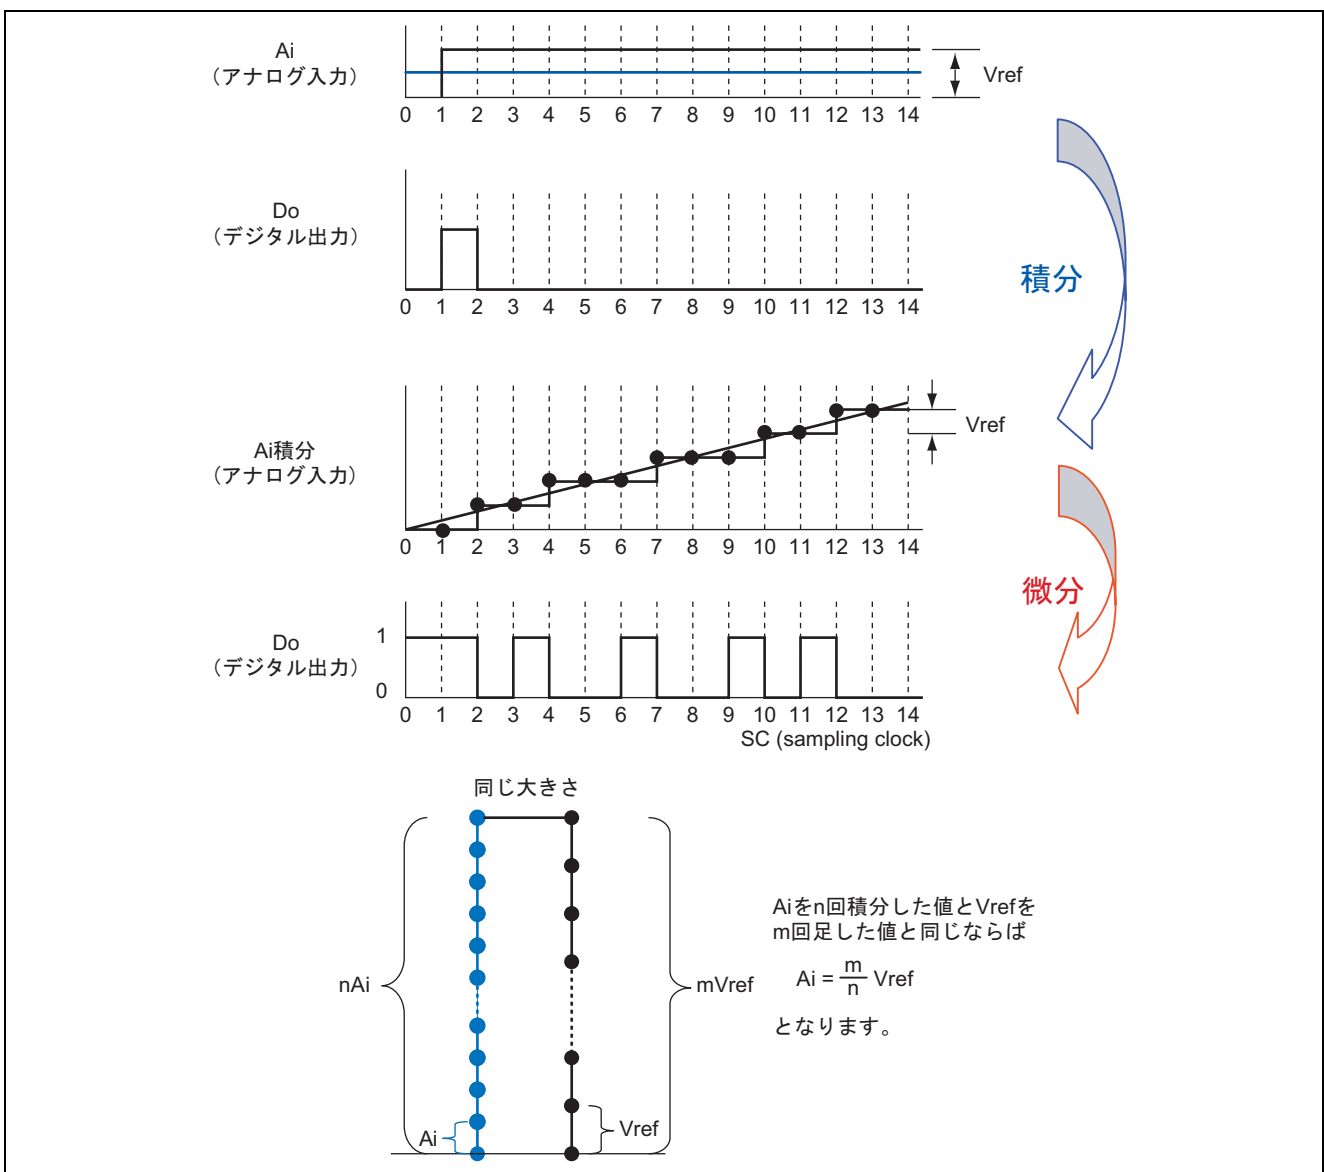 Ai
（アナログ入力）
Vref
0 1 2 3 4 5 6 7 8 9 10 11 12 13 14
Do
（デジタル出力）
0 1 2 3 4 5 6 7 8 9 10 11 12 13 14
積分
Ai積分
（アナログ入力）
Vref
0 1 2 3 4 5 6 7 8 9 10 11 12 13 14
微分
Do
（デジタル出力）
1
0
0 1 2 3 4 5 6 7 8 9 10 11 12 13 14
SC (sampling clock)
同じ大きさ
nAi
mVref
Ai
Vref
Aiをn回積分した値とVrefを
m回足した値と同じならば
Ai = m/n Vref
となります。